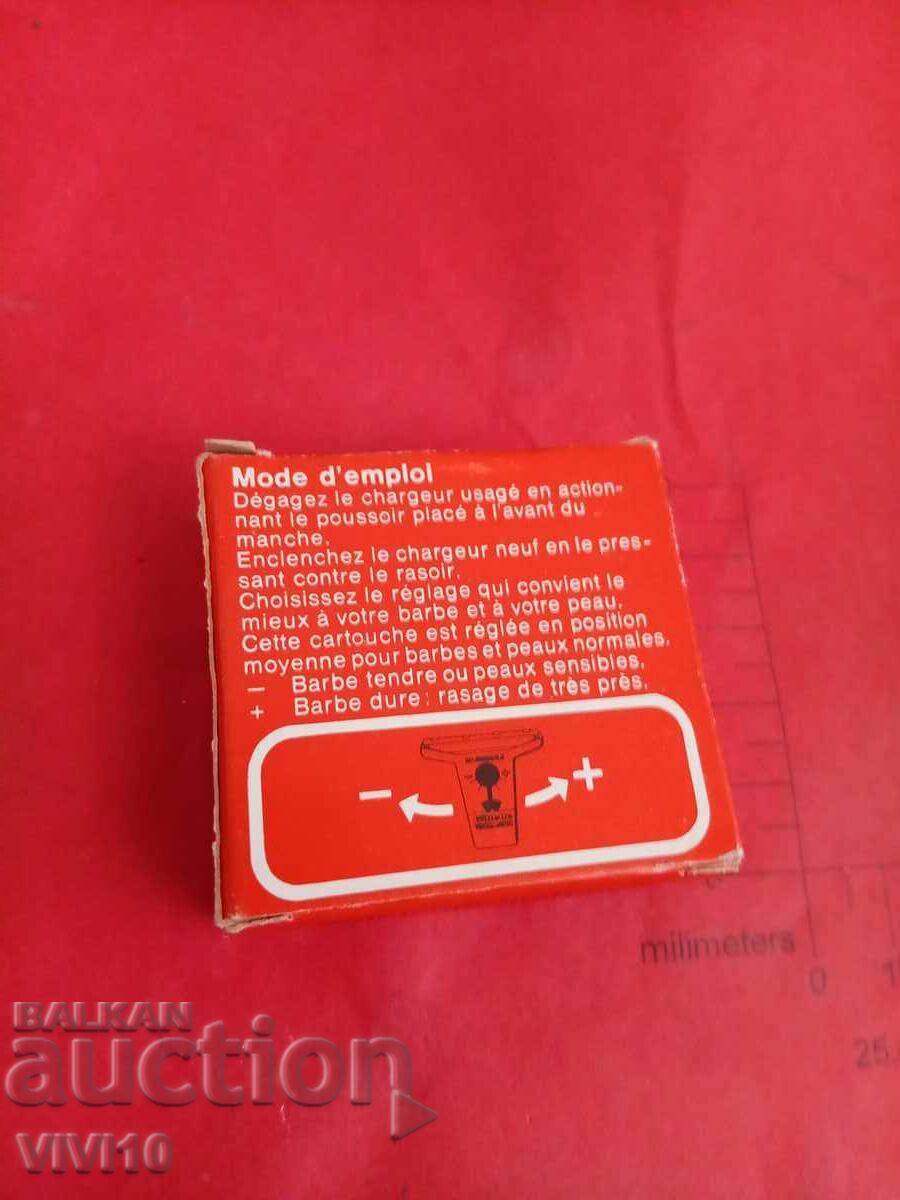 Mode d'emploi
Dégagez le chargeur usagé en action-
nant le poussoir placé à l'avant du
manche.
Enclenchez le chargeur neuf en le pres-
sant contre le rasoir.
Choisissez le réglage qui convient le
mieux à votre barbe et à votre peau.
Cette cartouche est réglée en position
moyenne pour barbes et peaux normales.
− Barbe tendre ou peaux sensibles.
+ Barbe dure: rasage de très près.
− +
milimeters
0
25
BALKAN
auction
VIVI10